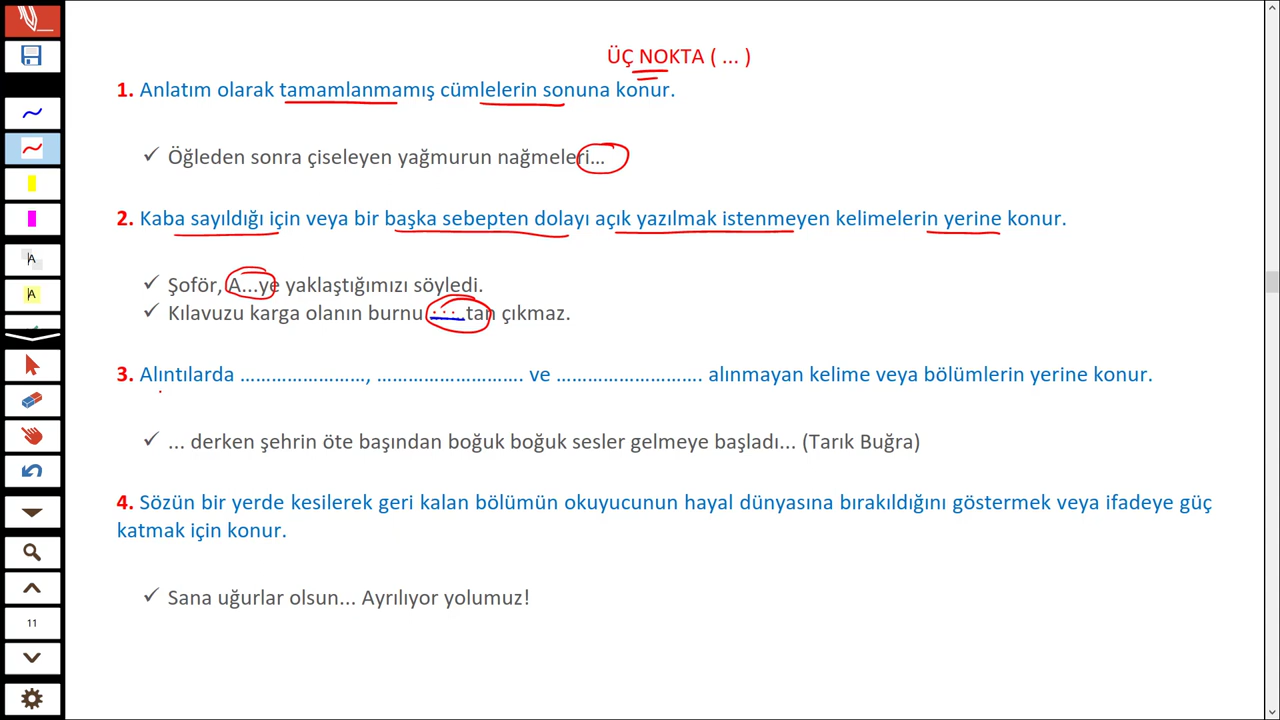 ÜÇ NOKTA ( ... )
1. Anlatım olarak tamamlanmamış cümlelerin sonuna konur.
✓ Öğleden sonra çiseleyen yağmurun nağmeleri...
2. Kaba sayıldığı için veya bir başka sebepten dolayı açık yazılmak istenmeyen kelimelerin yerine konur.
✓ Şoför, A...ye yaklaştığımızı söyledi.
✓ Kılavuzu karga olanın burnu ....tan çıkmaz.
3. Alıntılarda ……………………, ………………………. ve ………………………. alınmayan kelime veya bölümlerin yerine konur.
✓ ... derken şehrin öte başından boğuk boğuk sesler gelmeye başladı... (Tarık Buğra)
4. Sözün bir yerde kesilerek geri kalan bölümün okuyucunun hayal dünyasına bırakıldığını göstermek veya ifadeye güç
katmak için konur.
✓ Sana uğurlar olsun... Ayrılıyor yolumuz!
A
A
11